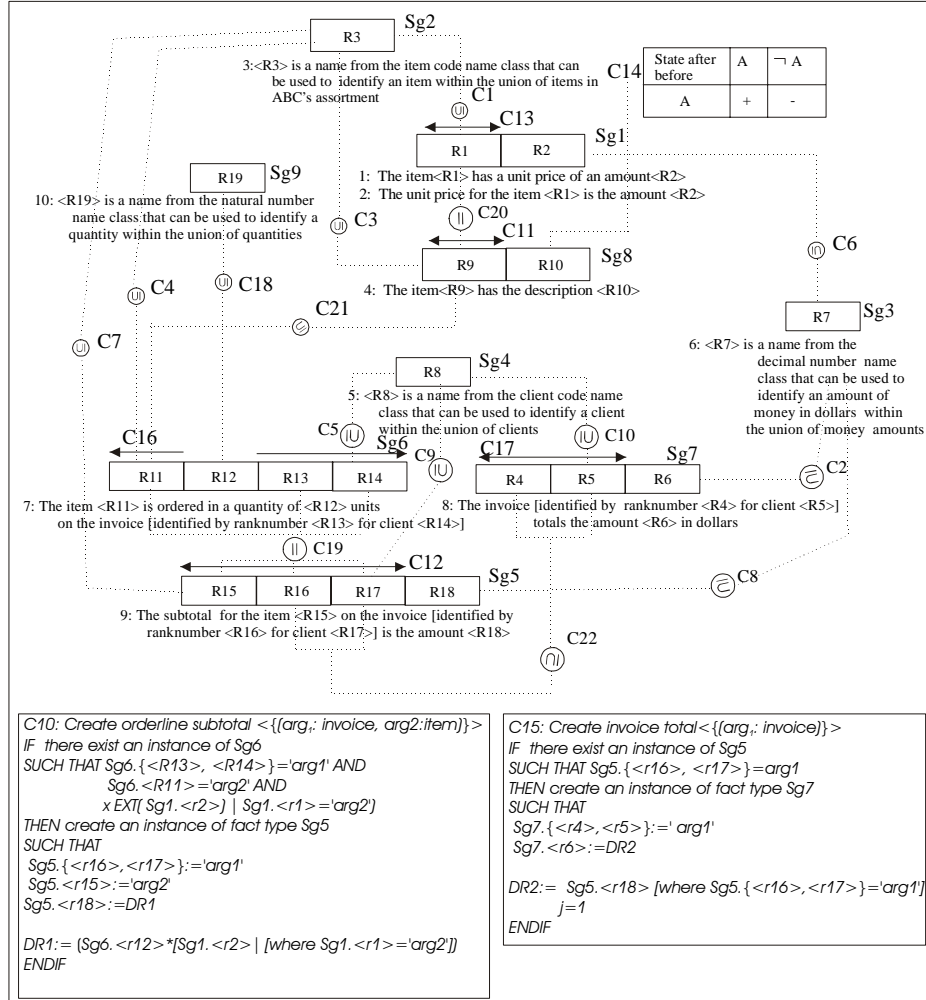 R3 Sg2
3:<R3> is a name from the item code name class that can
be used to identify an item within the union of items in
ABC's assortment
C14
State after before A ¬ A
A + -
C1
C13
R1 R2 Sg1
1: The item<R1> has a unit price of an amount<R2>
2: The unit price for the item <R1> is the amount <R2>
R19 Sg9
10: <R19> is a name from the natural number
name class that can be used to identify a
quantity within the union of quantities
C3
C20
C11
C6
R9 R10 Sg8
4: The item<R9> has the description <R10>
C4 C18
C21
C7
R7 Sg3
6: <R7> is a name from the
decimal number name
class that can be used to
identify an amount of
money in dollars within
the union of money amounts
R8 Sg4
5: <R8> is a name from the client code name
class that can be used to identify a client
within the union of clients
C5 Sg6 C9 C10
C16
R11 R12 R13 R14
7: The item <R11> is ordered in a quantity of <R12> units
on the invoice [identified by ranknumber <R13> for client <R14>]
C17 Sg7 C2
R4 R5 R6
8: The invoice [identified by ranknumber <R4> for client <R5>]
totals the amount <R6> in dollars
C19
C12
R15 R16 R17 R18 Sg5
C8
9: The subtotal for the item <R15> on the invoice [identified by
ranknumber <R16> for client <R17>] is the amount <R18>
C22
C10: Create orderline subtotal <{(arg1: invoice, arg2:item)}>
IF there exist an instance of Sg6
SUCH THAT Sg6.{<R13>, <R14>}='arg1' AND
Sg6.<R11>='arg2' AND
x EXT( Sg1.<r2>) | Sg1.<r1>='arg2')
THEN create an instance of fact type Sg5
SUCH THAT
Sg5.{<r16>,<r17>}:='arg1'
Sg5.<r15>:='arg2'
Sg5.<r18>:=DR1
DR1:= (Sg6.<r12>*[Sg1.<r2> | [where Sg1.<r1>='arg2'])
ENDIF
C15: Create invoice total<{(arg1: invoice)}>
IF there exist an instance of Sg5
SUCH THAT Sg5.{<r16>, <r17>}=arg1
THEN create an instance of fact type Sg7
SUCH THAT
Sg7.{<r4>,<r5>}:=' arg1'
Sg7.<r6>:=DR2
DR2:= Sg5.<r18> [where Sg5.{<r16>,<r17>}='arg1']
j=1
ENDIF